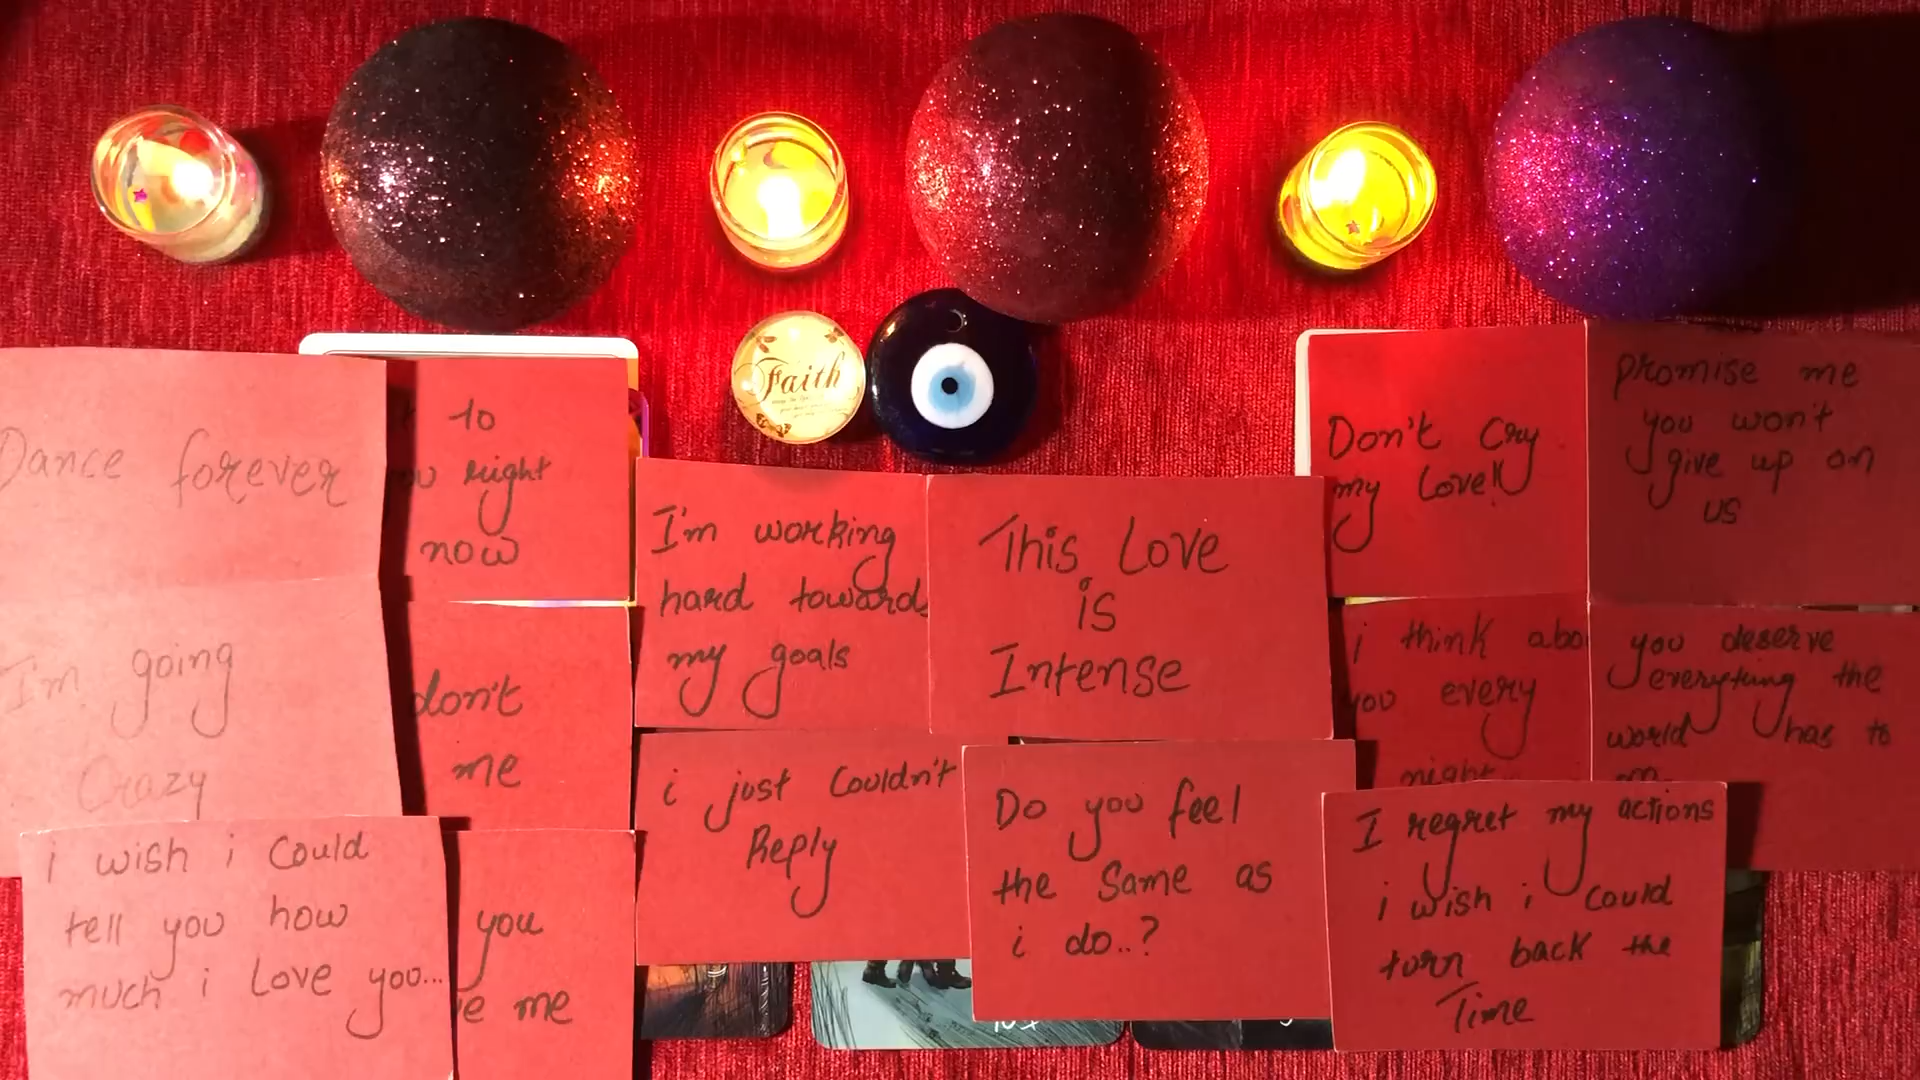 Faith
Dance forever
to
right
now
I'm working
hard towards
my goals
This Love
is
Intense
Don't Cry
my Love!!
promise me
you won't
give up on
us
I'm going
Crazy
don't
me
i just Couldn't
Reply
Do you feel
the Same as
i do..?
i think
you every
night...
you deserve
everything the
world has to
i wish i could
tell you how
much i Love you...
you
me
I regret my actions
i wish i could
turn back the
Time